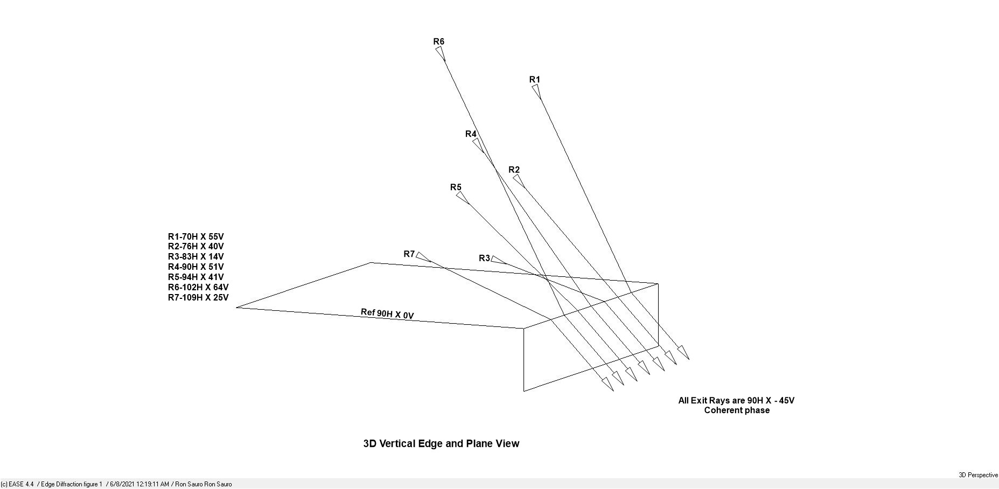 R6
R1
R4
R2
R5
R1-70H X 55V
R2-76H X 40V
R3-83H X 14V
R4-90H X 51V
R5-94H X 41V
R6-102H X 64V
R7-109H X 25V
R7
R3
Ref 90H X 0V
All Exit Rays are 90H X - 45V
Coherent phase
3D Vertical Edge and Plane View
3D Perspective
(c) EASE 4.4 / Edge Diffraction figure 1 / 6/8/2021 12:19:11 AM / Ron Sauro Ron Sauro